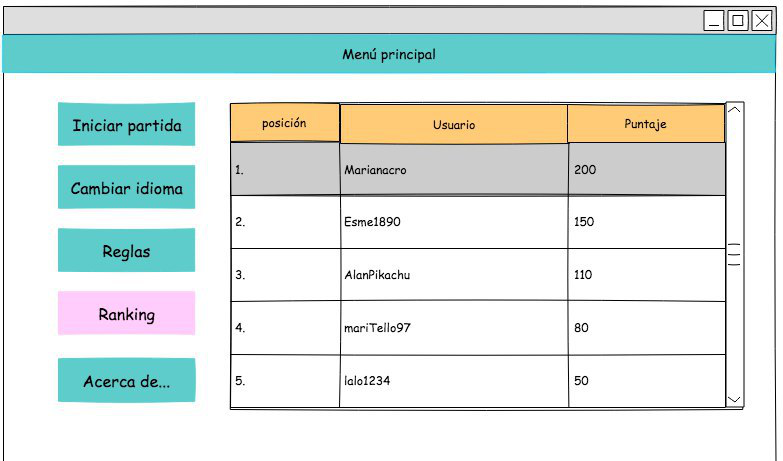 Menú principal
Iniciar partida
Cambiar idioma
Reglas
Ranking
Acerca de...
posición Usuario Puntaje
1. Marianacro 200
2. Esme1890 150
3. AlanPikachu 110
4. mariTello97 80
5. lalo1234 50